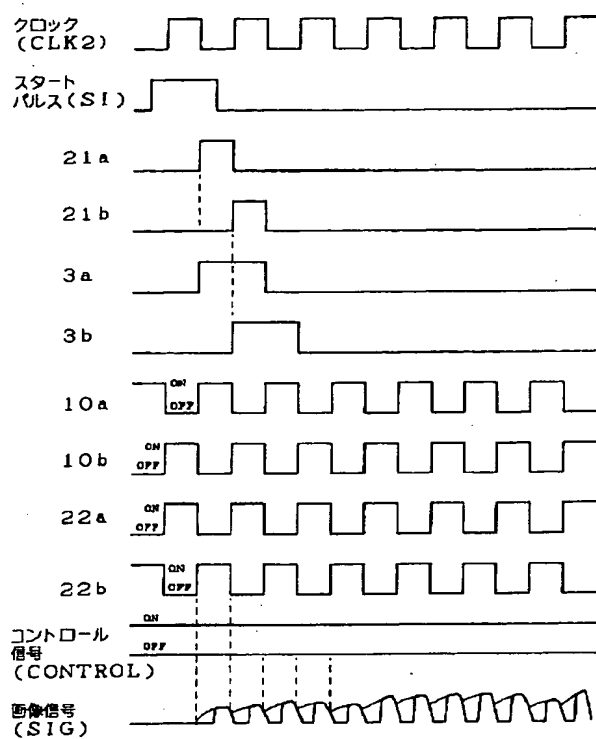 クロック
(CLK2)
スタート
パルス(SI)
21a
21b
3a
3b
ON
10a
OFF
ON
10b
OFF
ON
22a
OFF
ON
22b
OFF
ON
コントロール
OFF
信号
(CONTROL)
画像信号
(SIG)